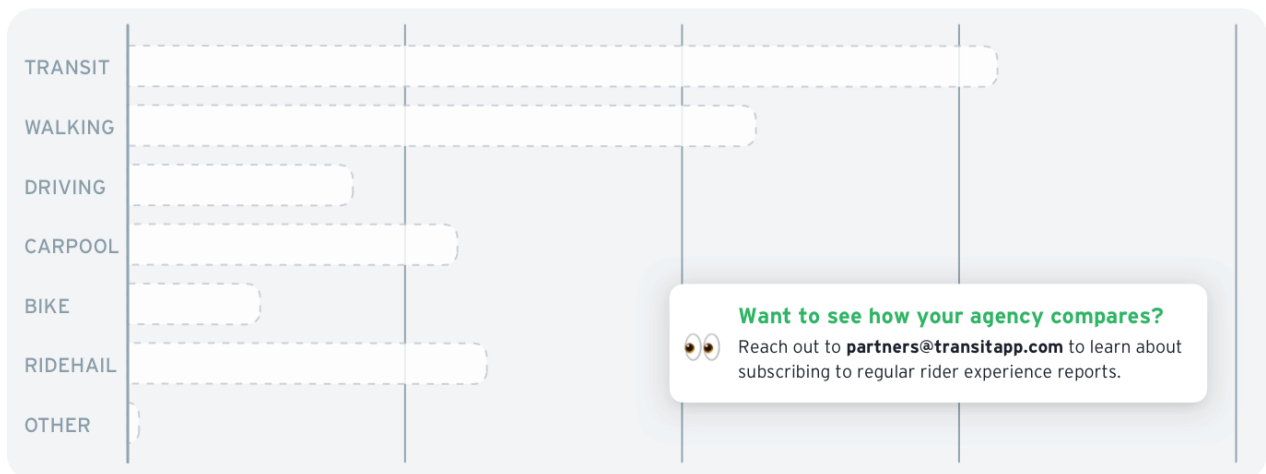 TRANSIT
WALKING
DRIVING
CARPOOL
BIKE
RIDEHAIL
OTHER
Want to see how your agency compares?
Reach out to partners@transitapp.com to learn about
subscribing to regular rider experience reports.